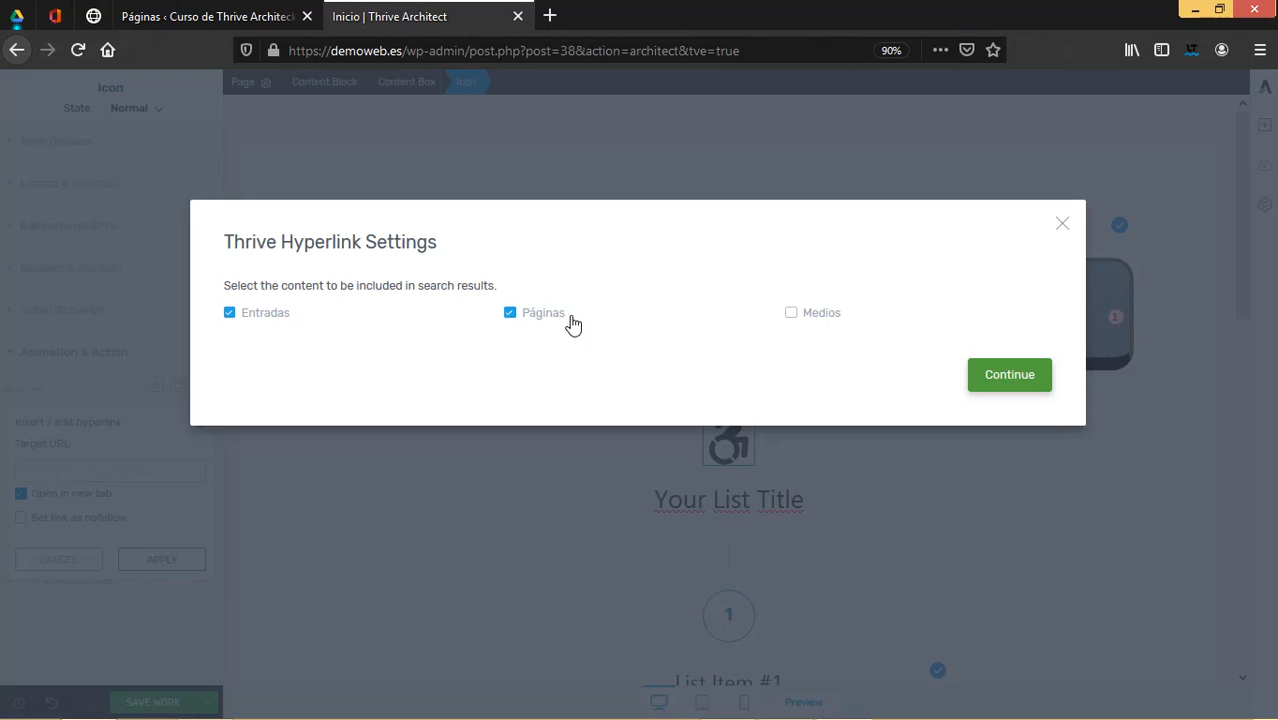 Páginas ‹ Curso de Thrive Architect
Inicio | Thrive Architect
https://demoweb.es/wp-admin/post.php?post=38&action=architect&tve=true
90%
Icon
State: Normal
Page
Content Block
Content Box
Icon
Main Options
Layout & Position
Background Style
Borders & Corners
Scroll Behavior
Animation & Action
Insert / edit hyperlink
Target URL
Open in new tab
Set link as nofollow
CANCEL
APPLY
SAVE WORK
Thrive Hyperlink Settings
Select the content to be included in search results.
Entradas
Páginas
Medios
Continue
1
Your List Title
1
List Item #1
Preview